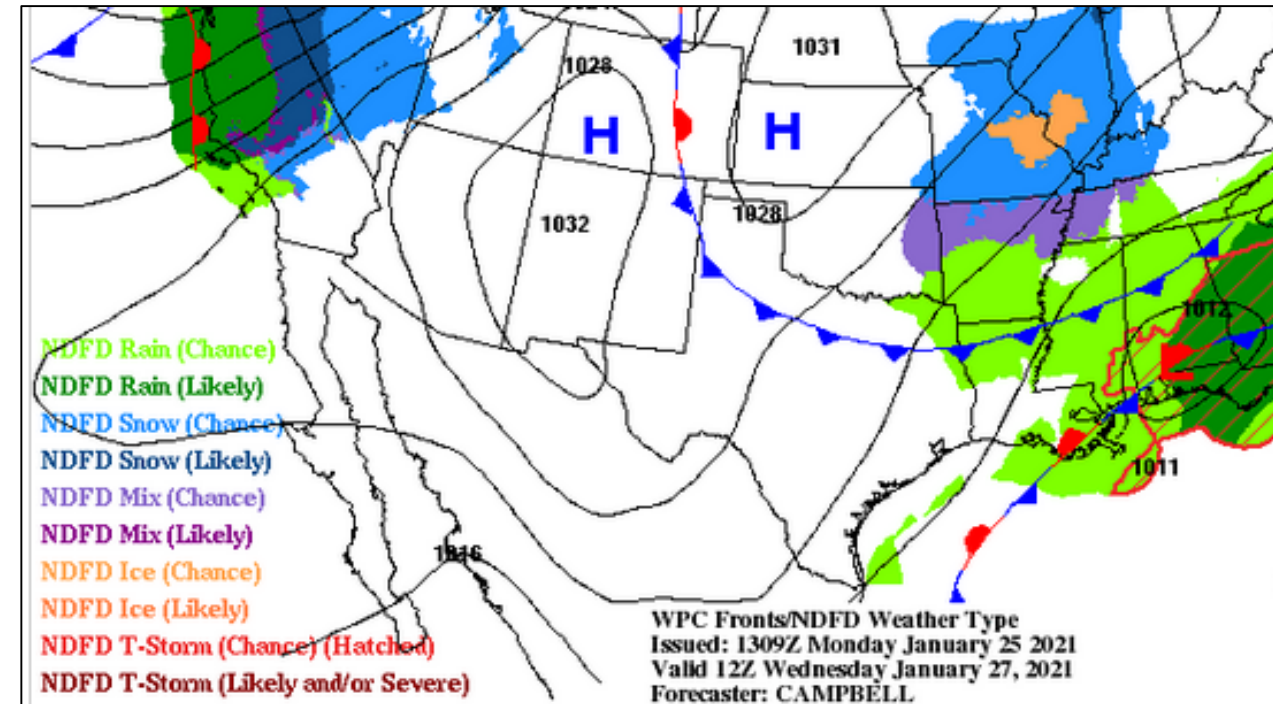 1031
1028
H
H
1032
1028
1012
L
1011
1016
NDFD Rain (Chance)
NDFD Rain (Likely)
NDFD Snow (Chance)
NDFD Snow (Likely)
NDFD Mix (Chance)
NDFD Mix (Likely)
NDFD Ice (Chance)
NDFD Ice (Likely)
NDFD T-Storm (Chance) (Hatched)
NDFD T-Storm (Likely and/or Severe)
WPC Fronts/NDFD Weather Type
Issued: 1309Z Monday January 25 2021
Valid 12Z Wednesday January 27, 2021
Forecaster: CAMPBELL